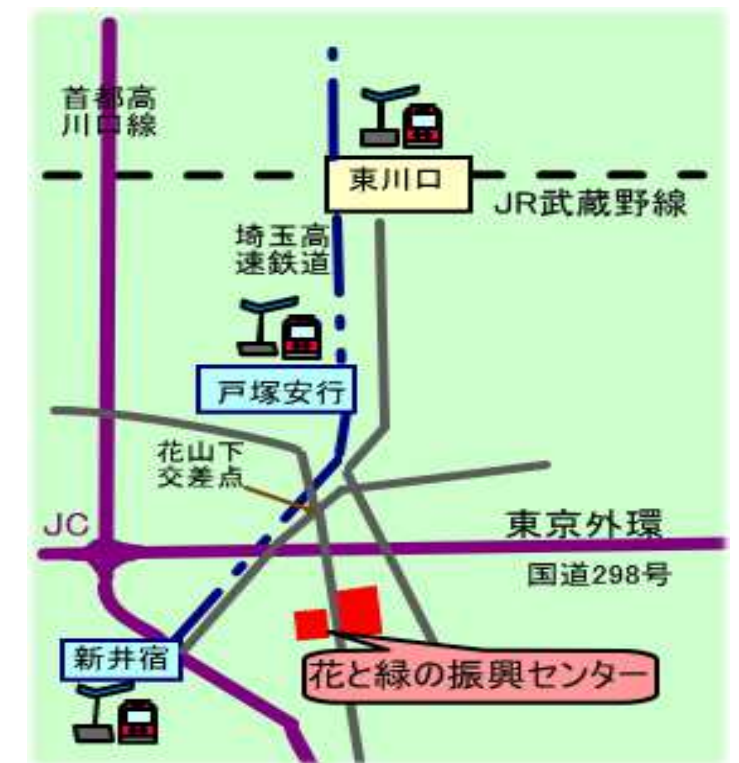 首都高
川口線
東川口
JR武蔵野線
埼玉高
速鉄道
戸塚安行
花山下
交差点
JC
東京外環
国道298号
新井宿
花と緑の振興センター